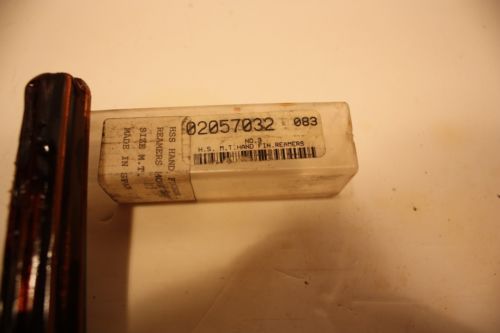 02057032 083
NO.3
H.S. M.T.HAND FIN.REAMERS
HSS HAND
REAMERS
SIZE M.T.
MADE IN